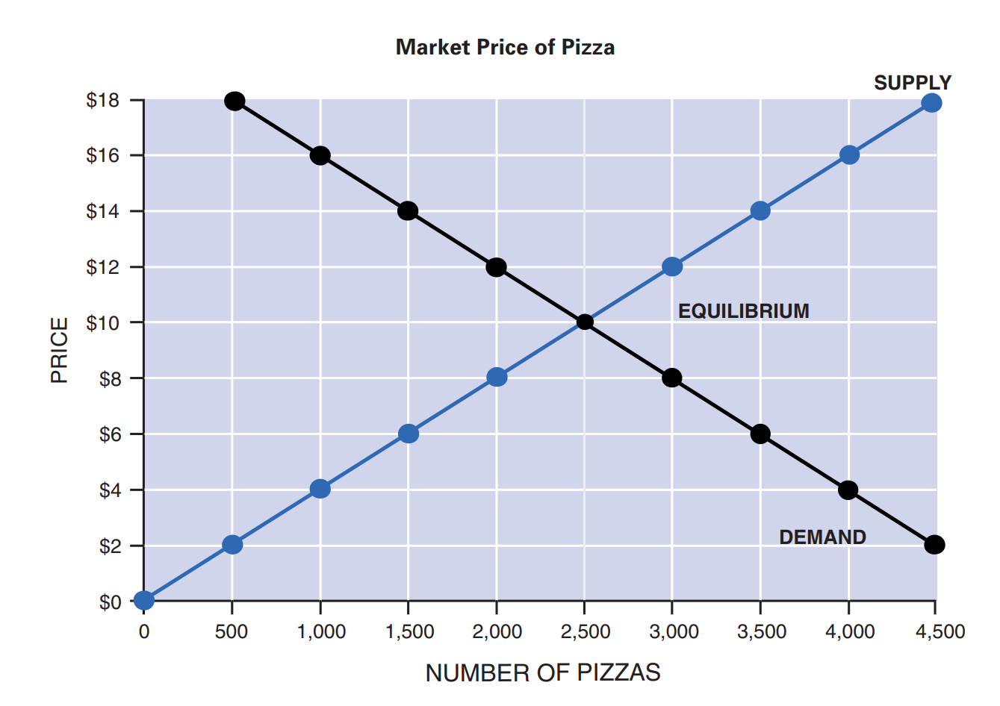 Market Price of Pizza
SUPPLY
$18
$16
$14
$12
$10
$8
$6
$4
$2
$0
PRICE
EQUILIBRIUM
DEMAND
0 500 1,000 1,500 2,000 2,500 3,000 3,500 4,000 4,500
NUMBER OF PIZZAS